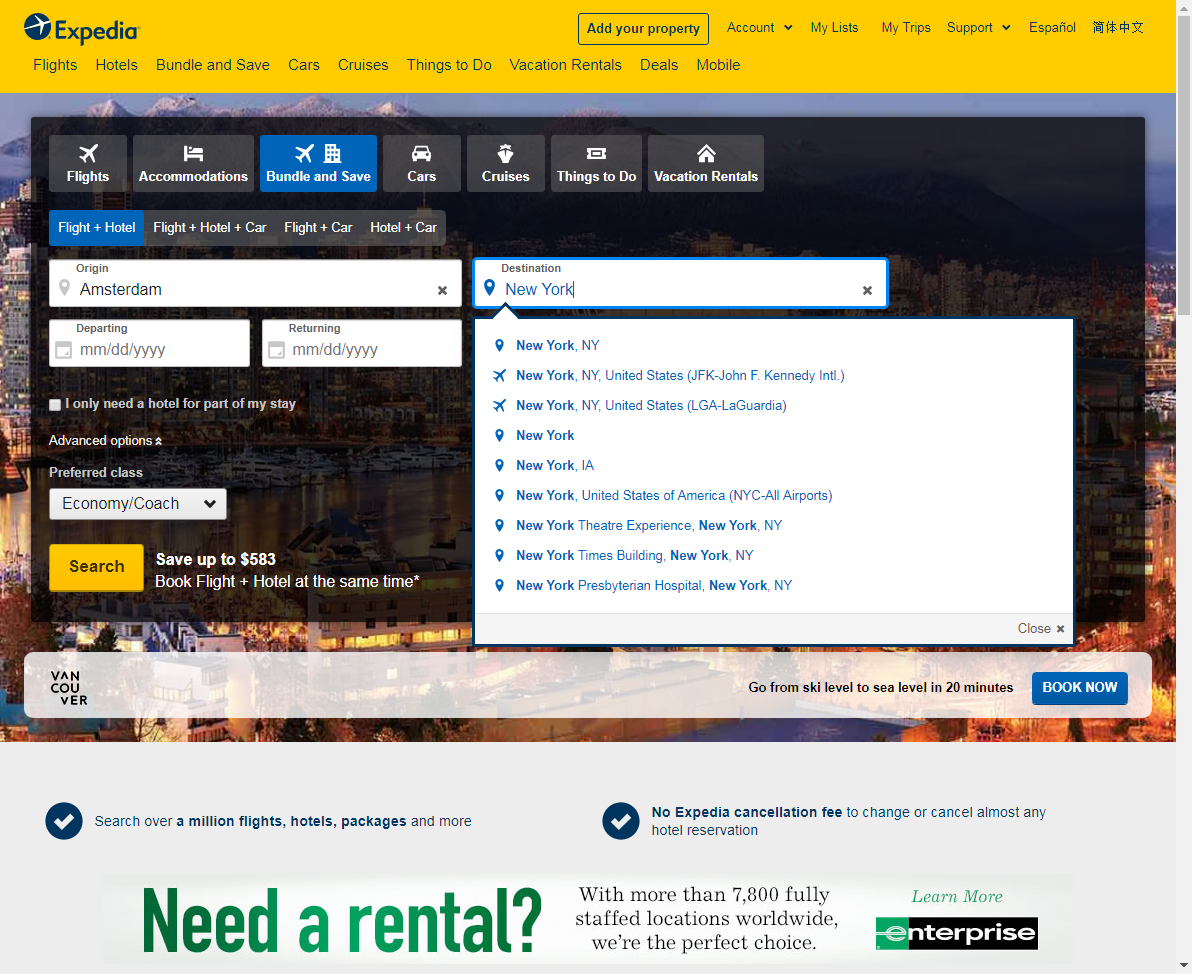 Expedia
Add your property
Account
My Lists
My Trips
Support
Español
简体中文
Flights
Hotels
Bundle and Save
Cars
Cruises
Things to Do
Vacation Rentals
Deals
Mobile
Flights
Accommodations
Bundle and Save
Cars
Cruises
Things to Do
Vacation Rentals
Flight + Hotel
Flight + Hotel + Car
Flight + Car
Hotel + Car
Origin
Amsterdam
Destination
New York
Departing
mm/dd/yyyy
Returning
mm/dd/yyyy
New York, NY
New York, NY, United States (JFK-John F. Kennedy Intl.)
New York, NY, United States (LGA-LaGuardia)
New York
New York, IA
New York, United States of America (NYC-All Airports)
New York Theatre Experience, New York, NY
New York Times Building, New York, NY
New York Presbyterian Hospital, New York, NY
Close
I only need a hotel for part of my stay
Advanced options
Preferred class
Economy/Coach
Search
Save up to $583
Book Flight + Hotel at the same time*
VAN
COU
VER
Go from ski level to sea level in 20 minutes
BOOK NOW
Search over a million flights, hotels, packages and more
No Expedia cancellation fee to change or cancel almost any
hotel reservation
Need a rental?
With more than 7,800 fully
staffed locations worldwide,
we're the perfect choice.
Learn More
enterprise